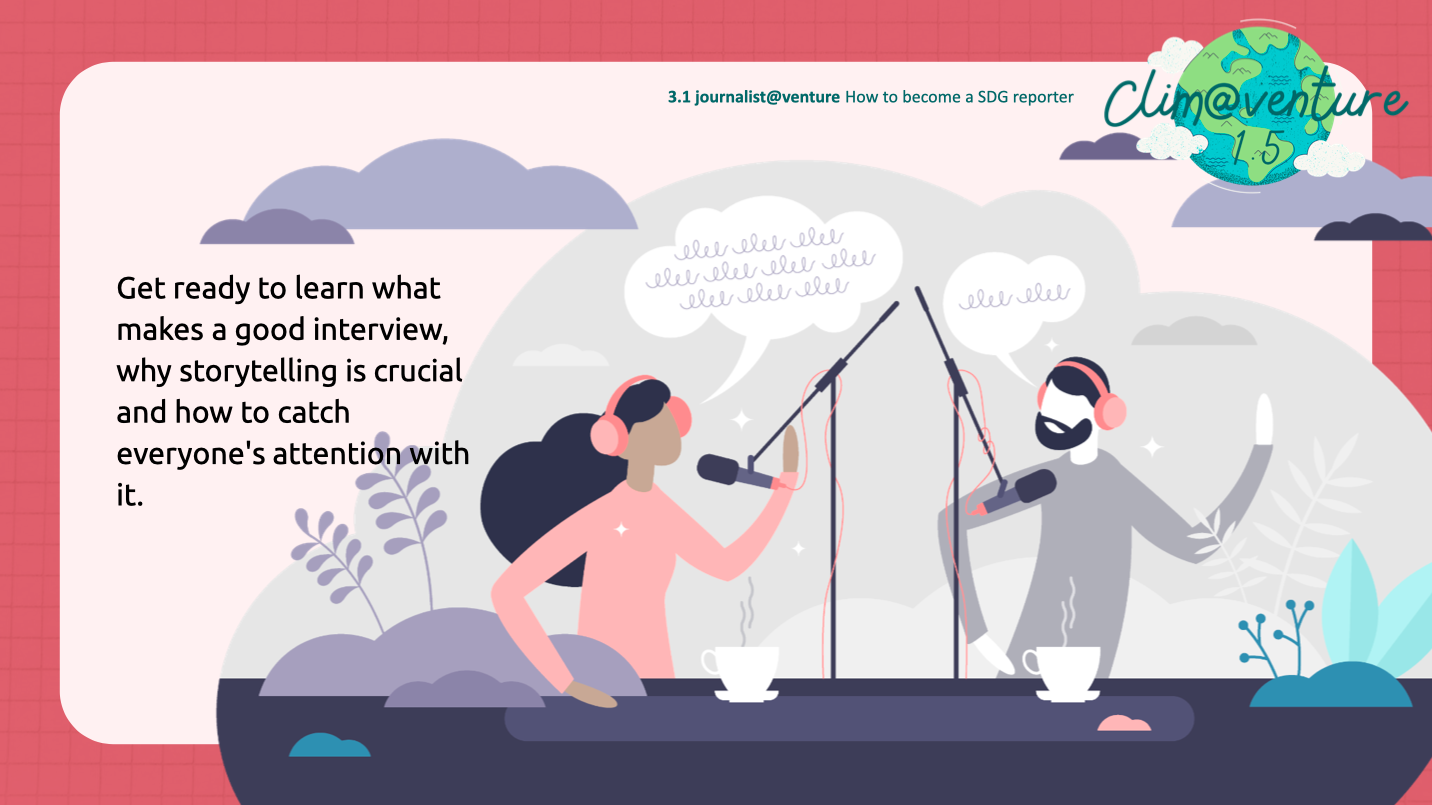 3.1 journalist@venture How to become a SDG reporter
Clim@venture
1.5
Get ready to learn what
makes a good interview,
why storytelling is crucial
and how to catch
everyone's attention with
it.